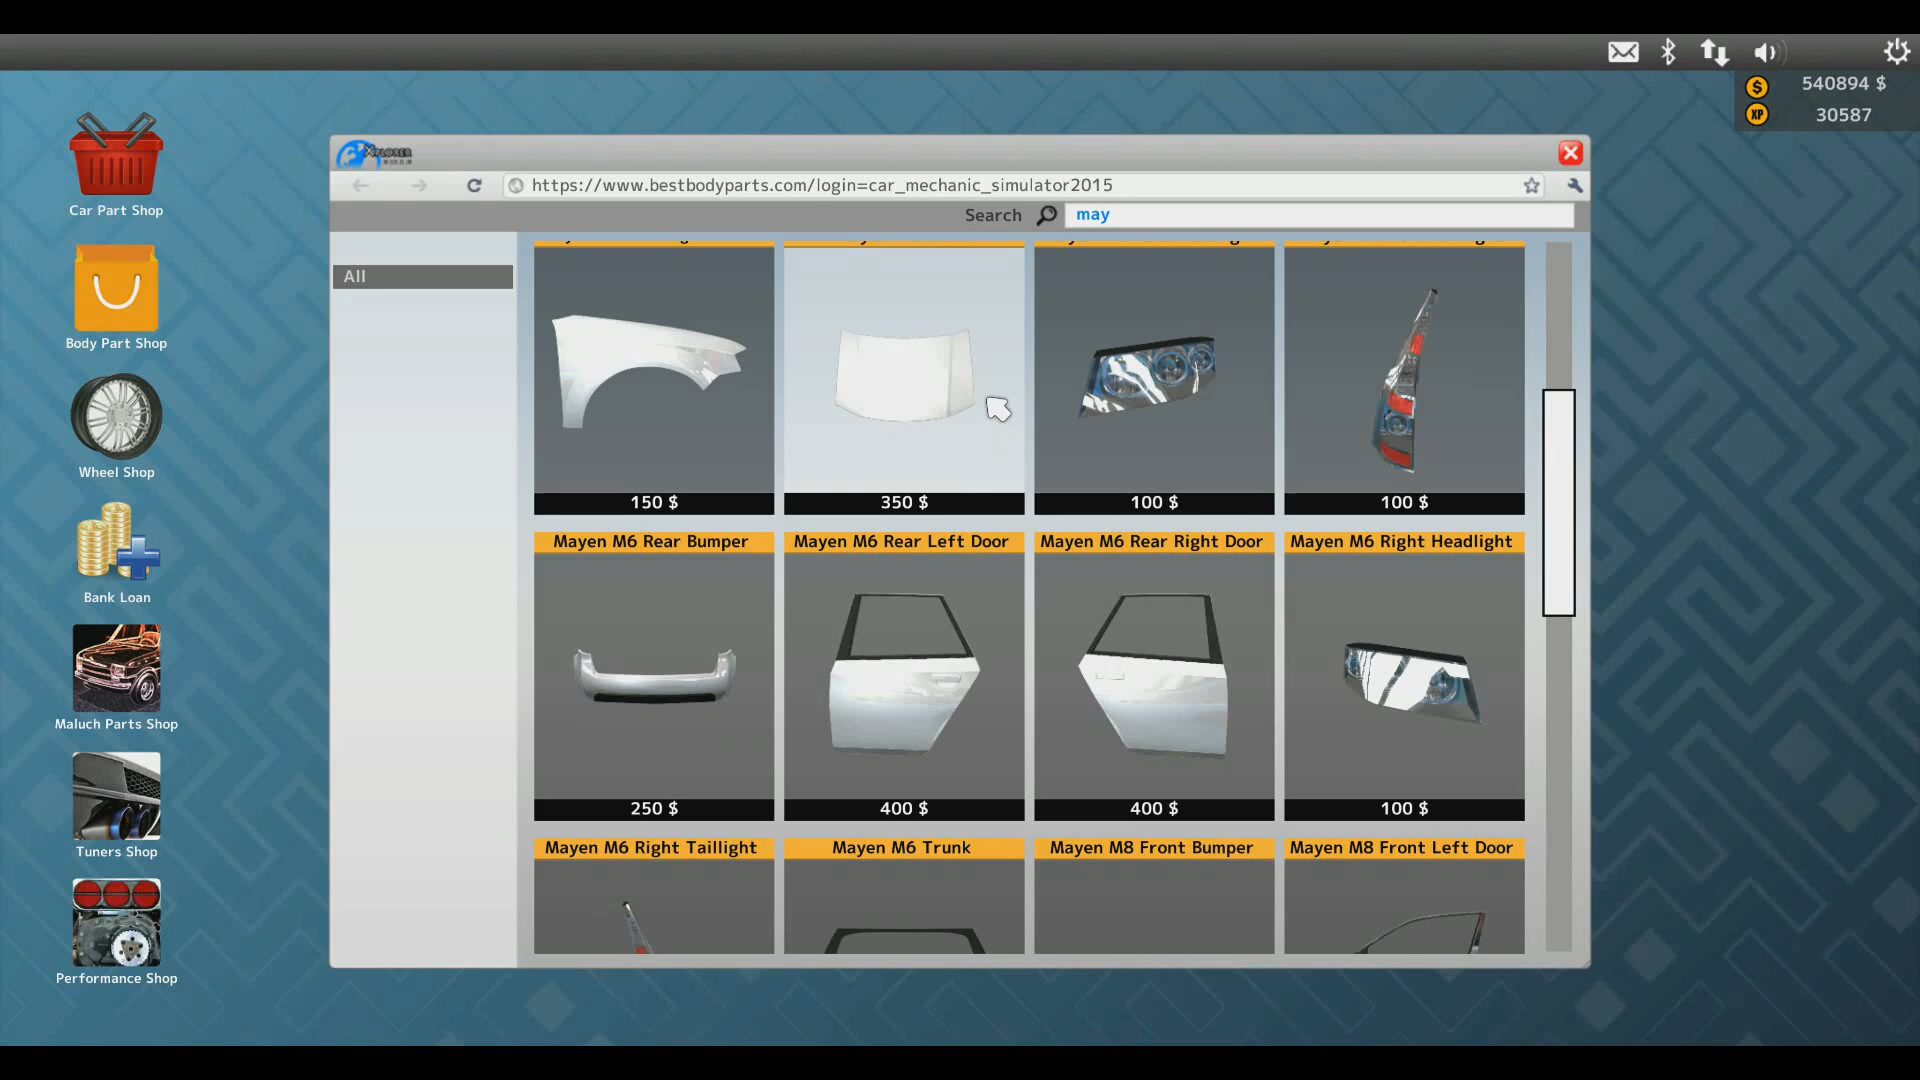 540894 $
XP 30587
XPLORER
https://www.bestbodyparts.com/login=car_mechanic_simulator2015
Search may
All
Car Part Shop
Body Part Shop
Wheel Shop
Bank Loan
Maluch Parts Shop
Tuners Shop
Performance Shop
150 $ 350 $ 100 $ 100 $
Mayen M6 Rear Bumper Mayen M6 Rear Left Door Mayen M6 Rear Right Door Mayen M6 Right Headlight
250 $ 400 $ 400 $ 100 $
Mayen M6 Right Taillight Mayen M6 Trunk Mayen M8 Front Bumper Mayen M8 Front Left Door